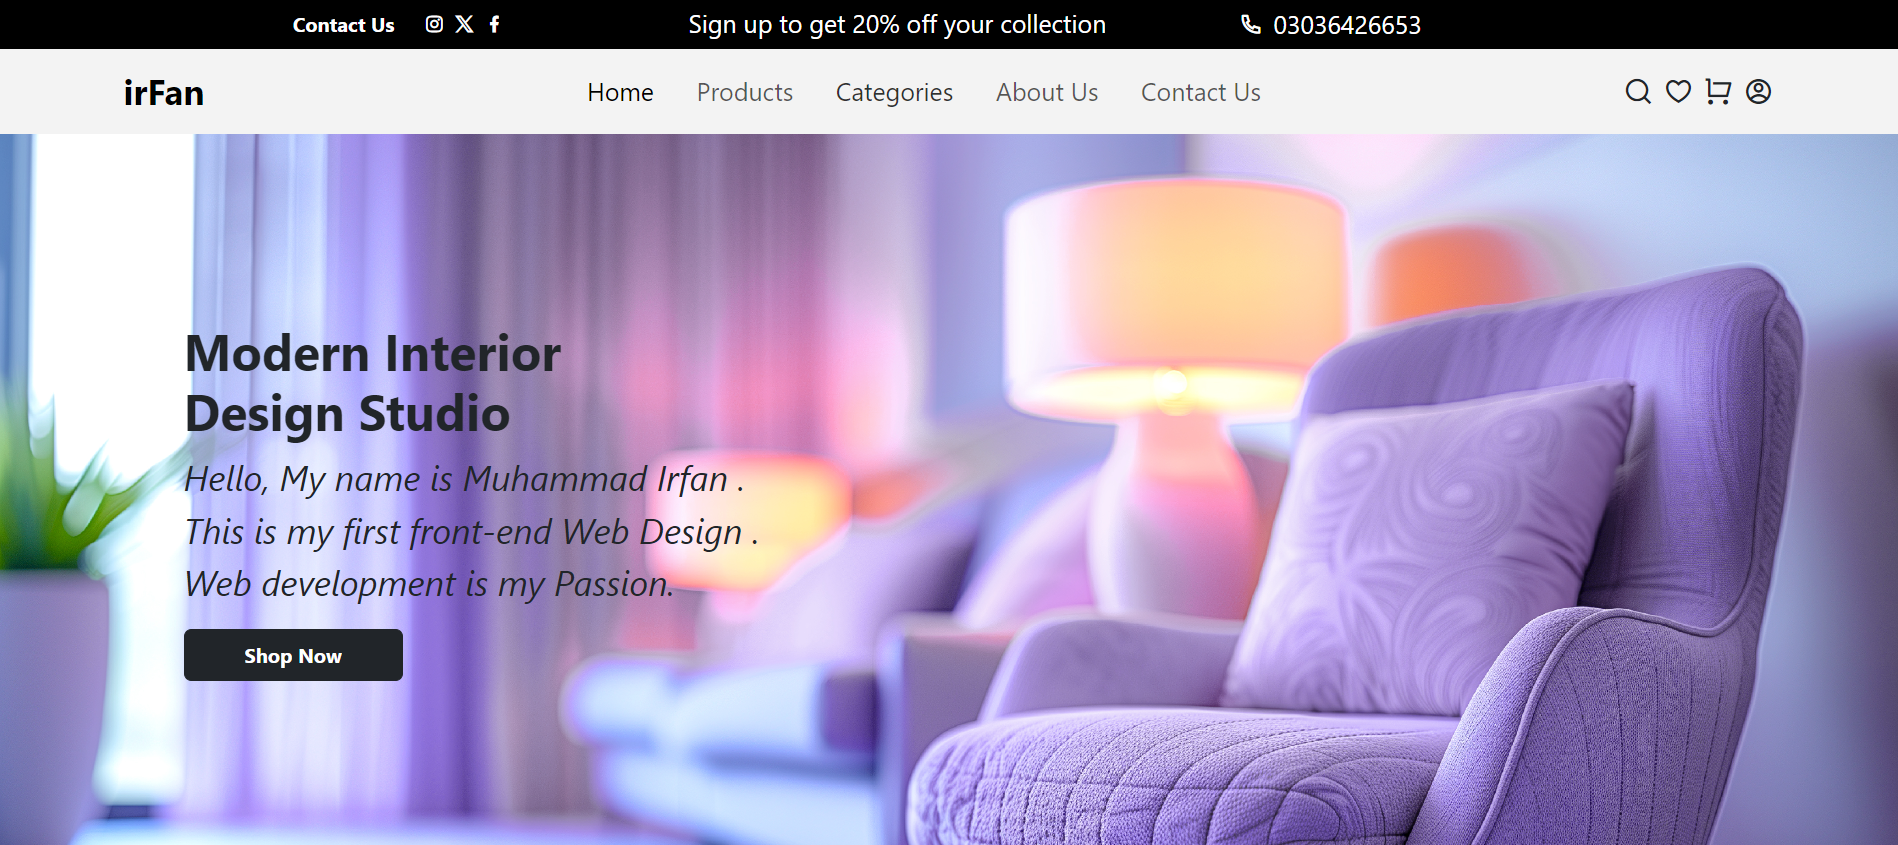 Contact Us
Sign up to get 20% off your collection
03036426653
irFan
Home
Products
Categories
About Us
Contact Us
Modern Interior
Design Studio
Hello, My name is Muhammad Irfan .
This is my first front-end Web Design .
Web development is my Passion.
Shop Now